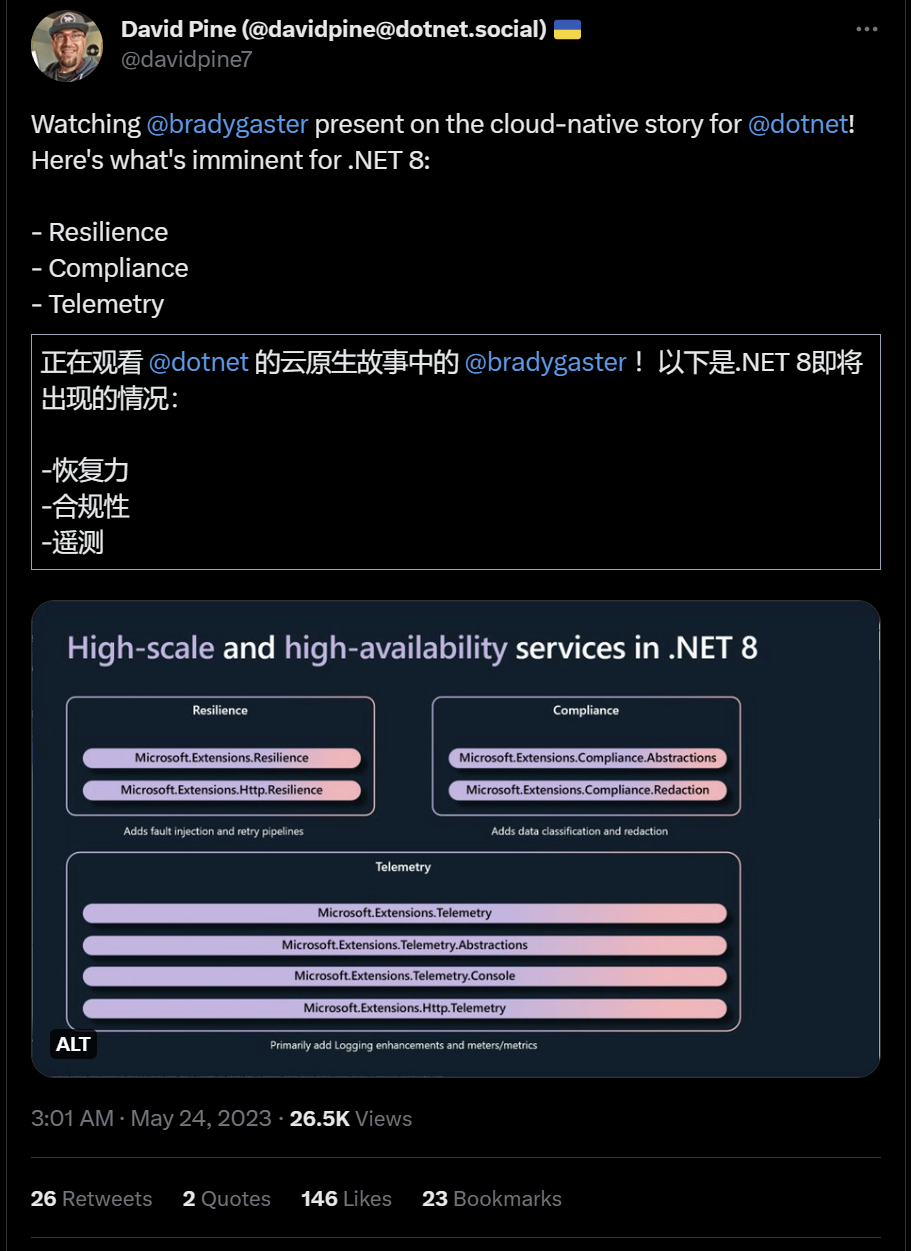 David Pine (@davidpine@dotnet.social) 🇺🇦
@davidpine7
Watching @bradygaster present on the cloud-native story for @dotnet!
Here's what's imminent for .NET 8:
- Resilience
- Compliance
- Telemetry
正在观看 @dotnet 的云原生故事中的 @bradygaster！以下是.NET 8即将
出现的情况：
-恢复力
-合规性
-遥测
High-scale and high-availability services in .NET 8
Resilience
Microsoft.Extensions.Resilience
Microsoft.Extensions.Http.Resilience
Adds fault injection and retry pipelines
Compliance
Microsoft.Extensions.Compliance.Abstractions
Microsoft.Extensions.Compliance.Redaction
Adds data classification and redaction
Telemetry
Microsoft.Extensions.Telemetry
Microsoft.Extensions.Telemetry.Abstractions
Microsoft.Extensions.Telemetry.Console
Microsoft.Extensions.Http.Telemetry
Primarily add Logging enhancements and meters/metrics
ALT
3:01 AM · May 24, 2023 · 26.5K Views
26 Retweets 2 Quotes 146 Likes 23 Bookmarks